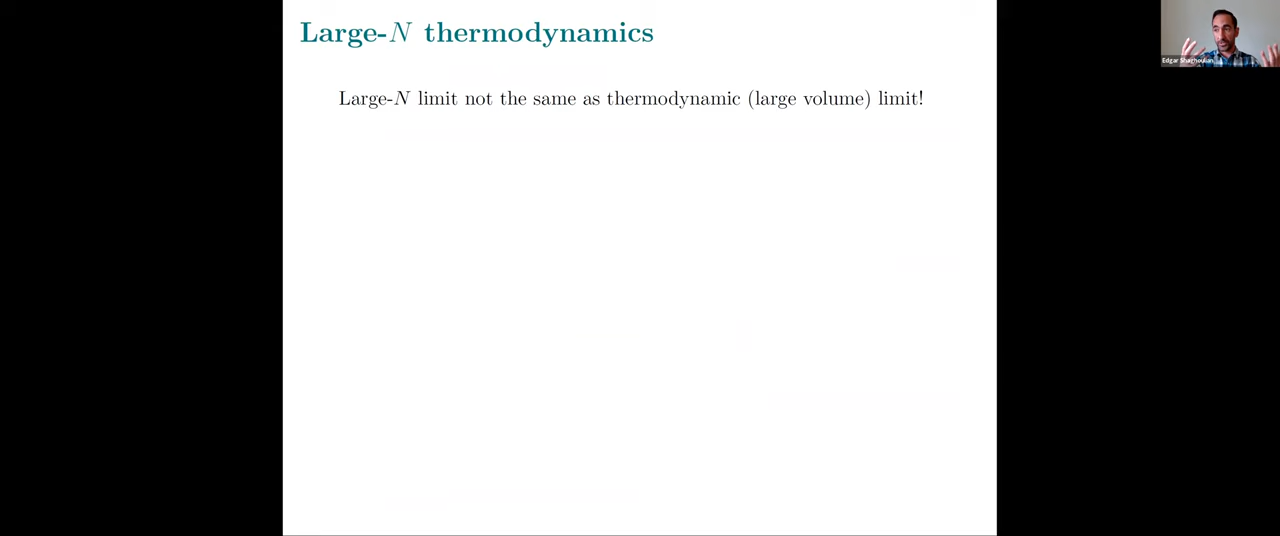 Large-N thermodynamics
Edgar Shaghoulian
Large-N limit not the same as thermodynamic (large volume) limit!